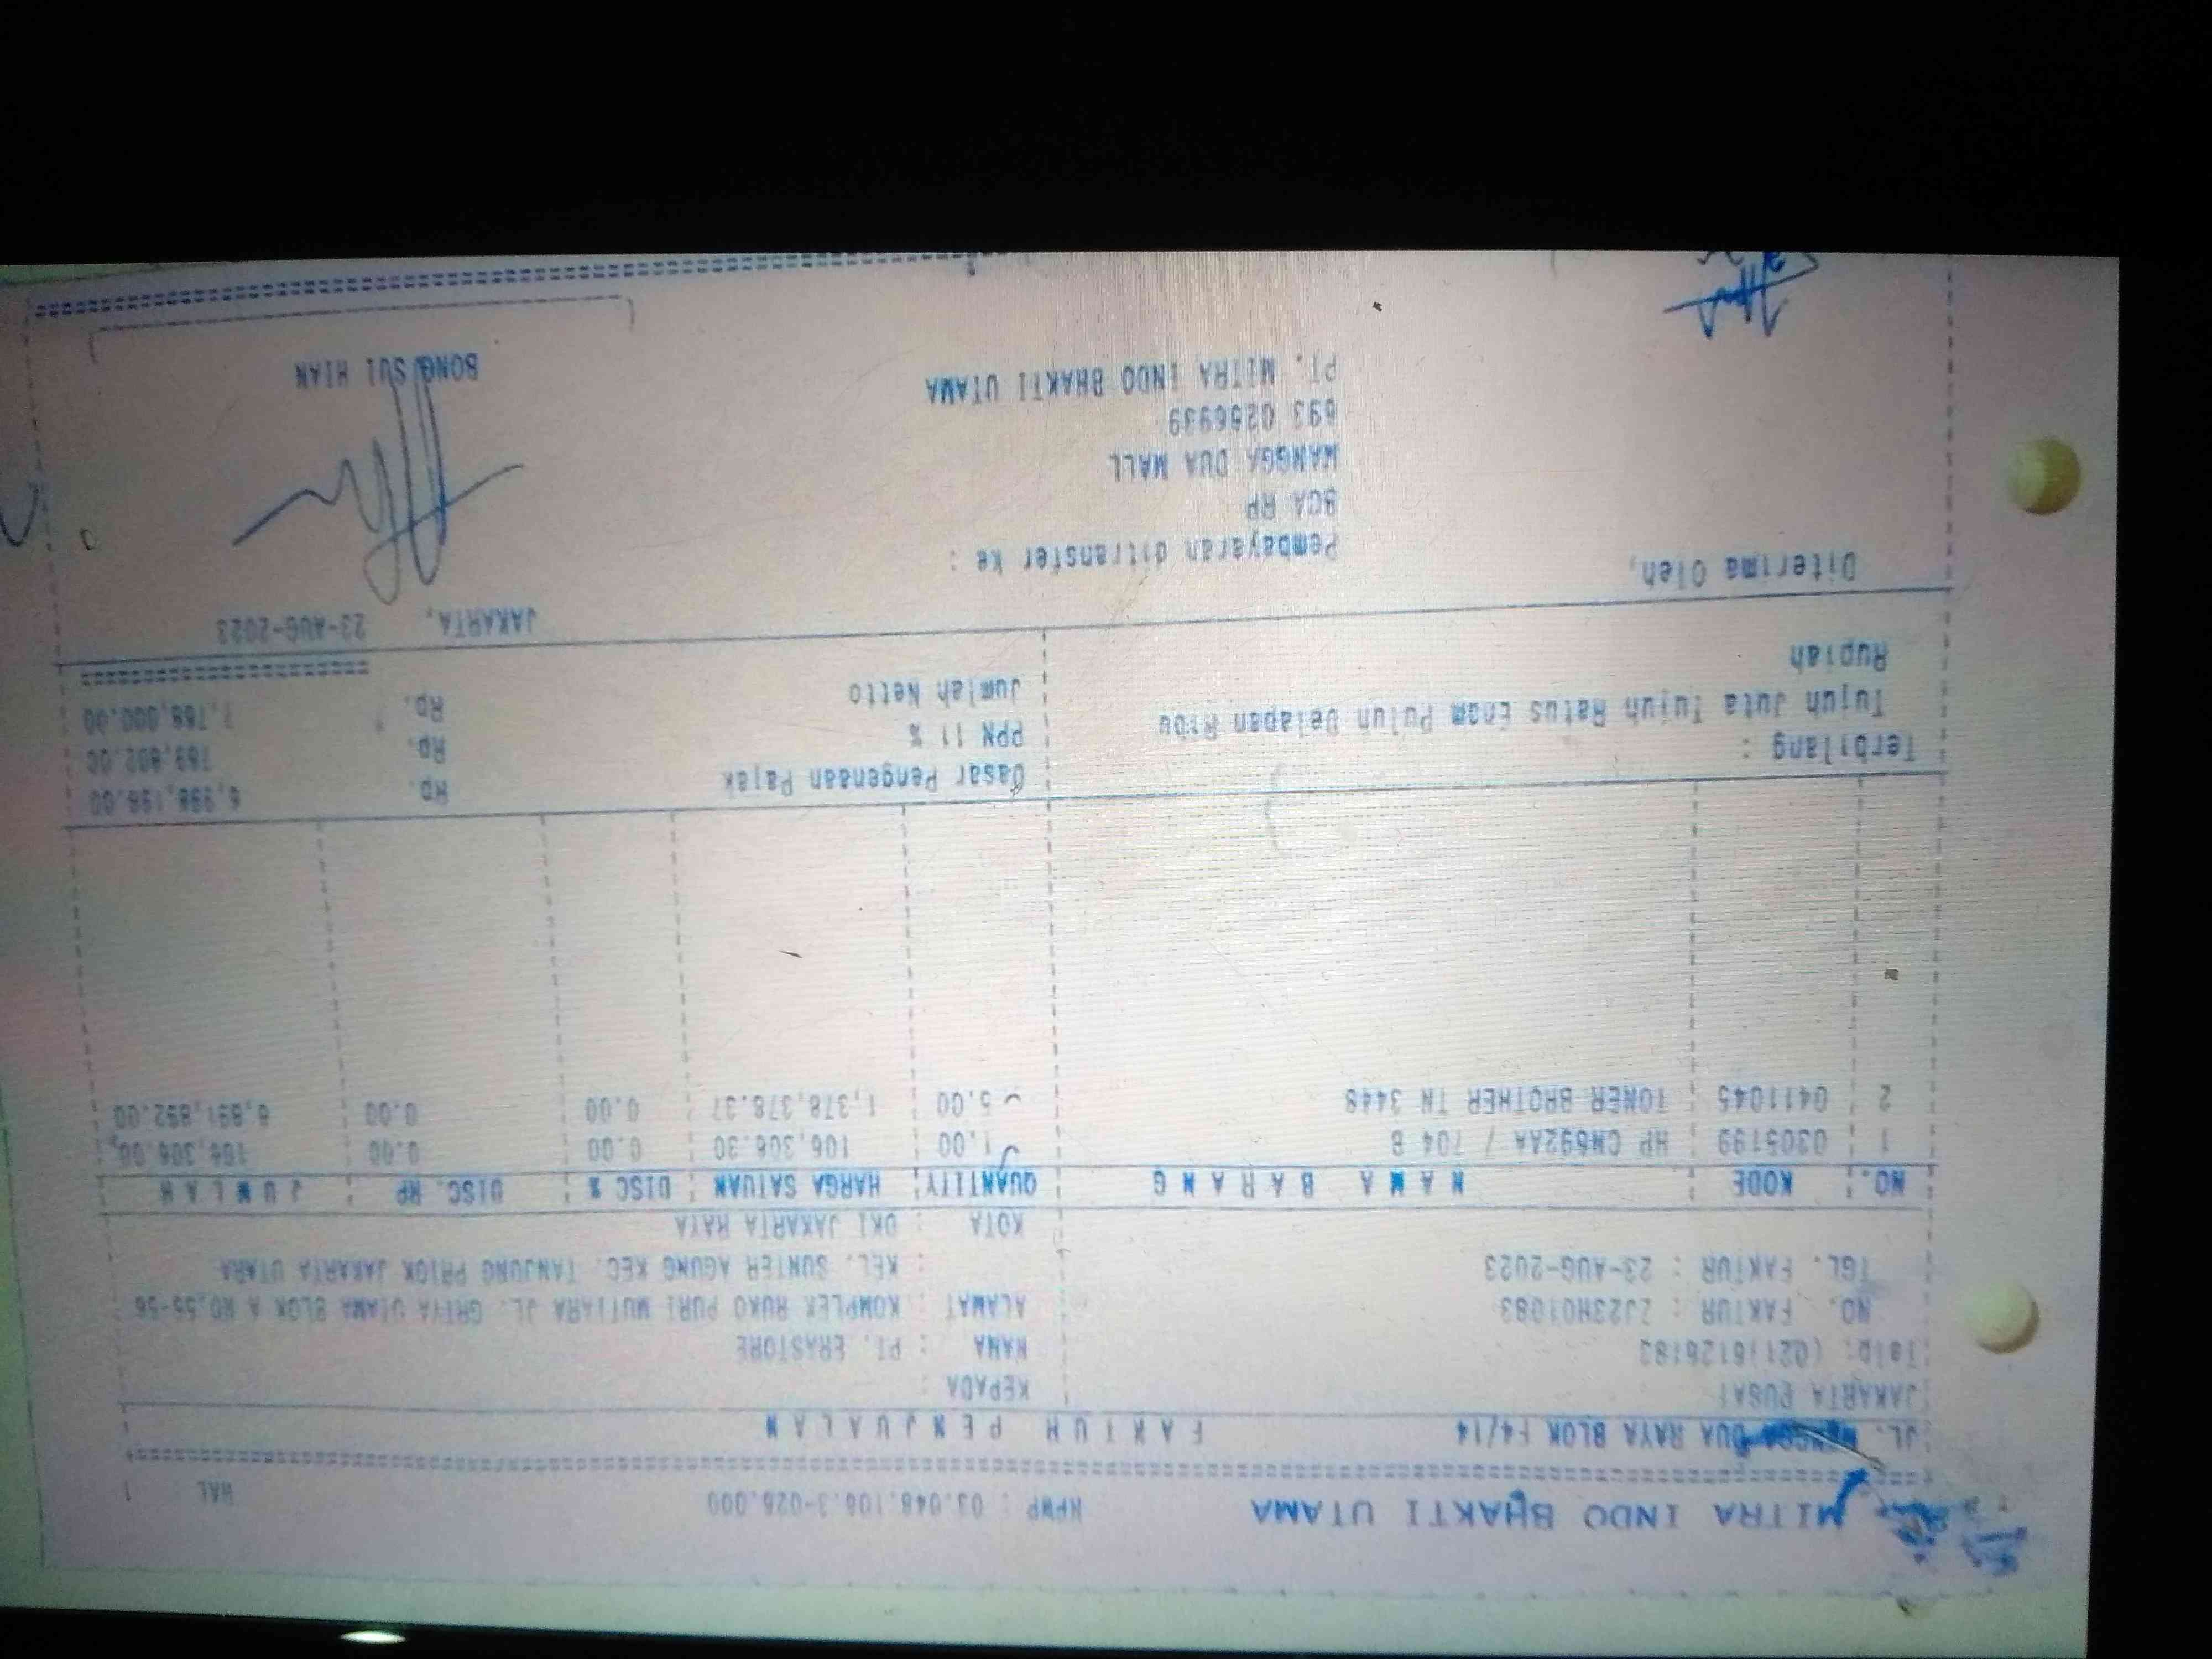 MITRA INDO BHAKTI UTAMA NPWP : 03.048.106.3-026.000 HAL 1
JL. MANGGA DUA RAYA BLOK F4/14 FAKTUR PENJUALAN
JAKARTA PUSAT KEPADA :
Telp: (021)6126183 NAMA : PT. ERASTORE
NO. FAKTUR : ZJ23H01083 ALAMAT : KOMPLEK RUKO PURI MUTIARA JL. GRIYA UTAMA BLOK A NO,55-56
TGL. FAKTUR : 23-AUG-2023 : KEL. SUNTER AGUNG KEC. TANJUNG PRIOK JAKARTA UTARA
KOTA : DKI JAKARTA RAYA
NO. KODE NAMA BARANG QUANTITY HARGA SATUAN DISC % DISC. RP JUMLAH
1 0305199 HP CN692AA / 704 B 1.00 106,306.30 0.00 0.00 106,306.00
2 0411045 TONER BROTHER TN 3448 5.00 1,378,378.37 0.00 0.00 6,891,892.00
Terbilang : Dasar Pengenaan Pajak Rp. 6,998,198.00
Tujuh Juta Tujuh Ratus Enam Puluh Delapan Ribu PPN 11 % Rp. 769,802.00
Rupiah Jumlah Netto Rp. 7,768,000.00
JAKARTA, 23-AUG-2023
Diterima Oleh, Pembayaran ditransfer ke :
BCA RP
MANGGA DUA MALL
693 0256939
PT. MITRA INDO BHAKTI UTAMA BONG SUI HIAN